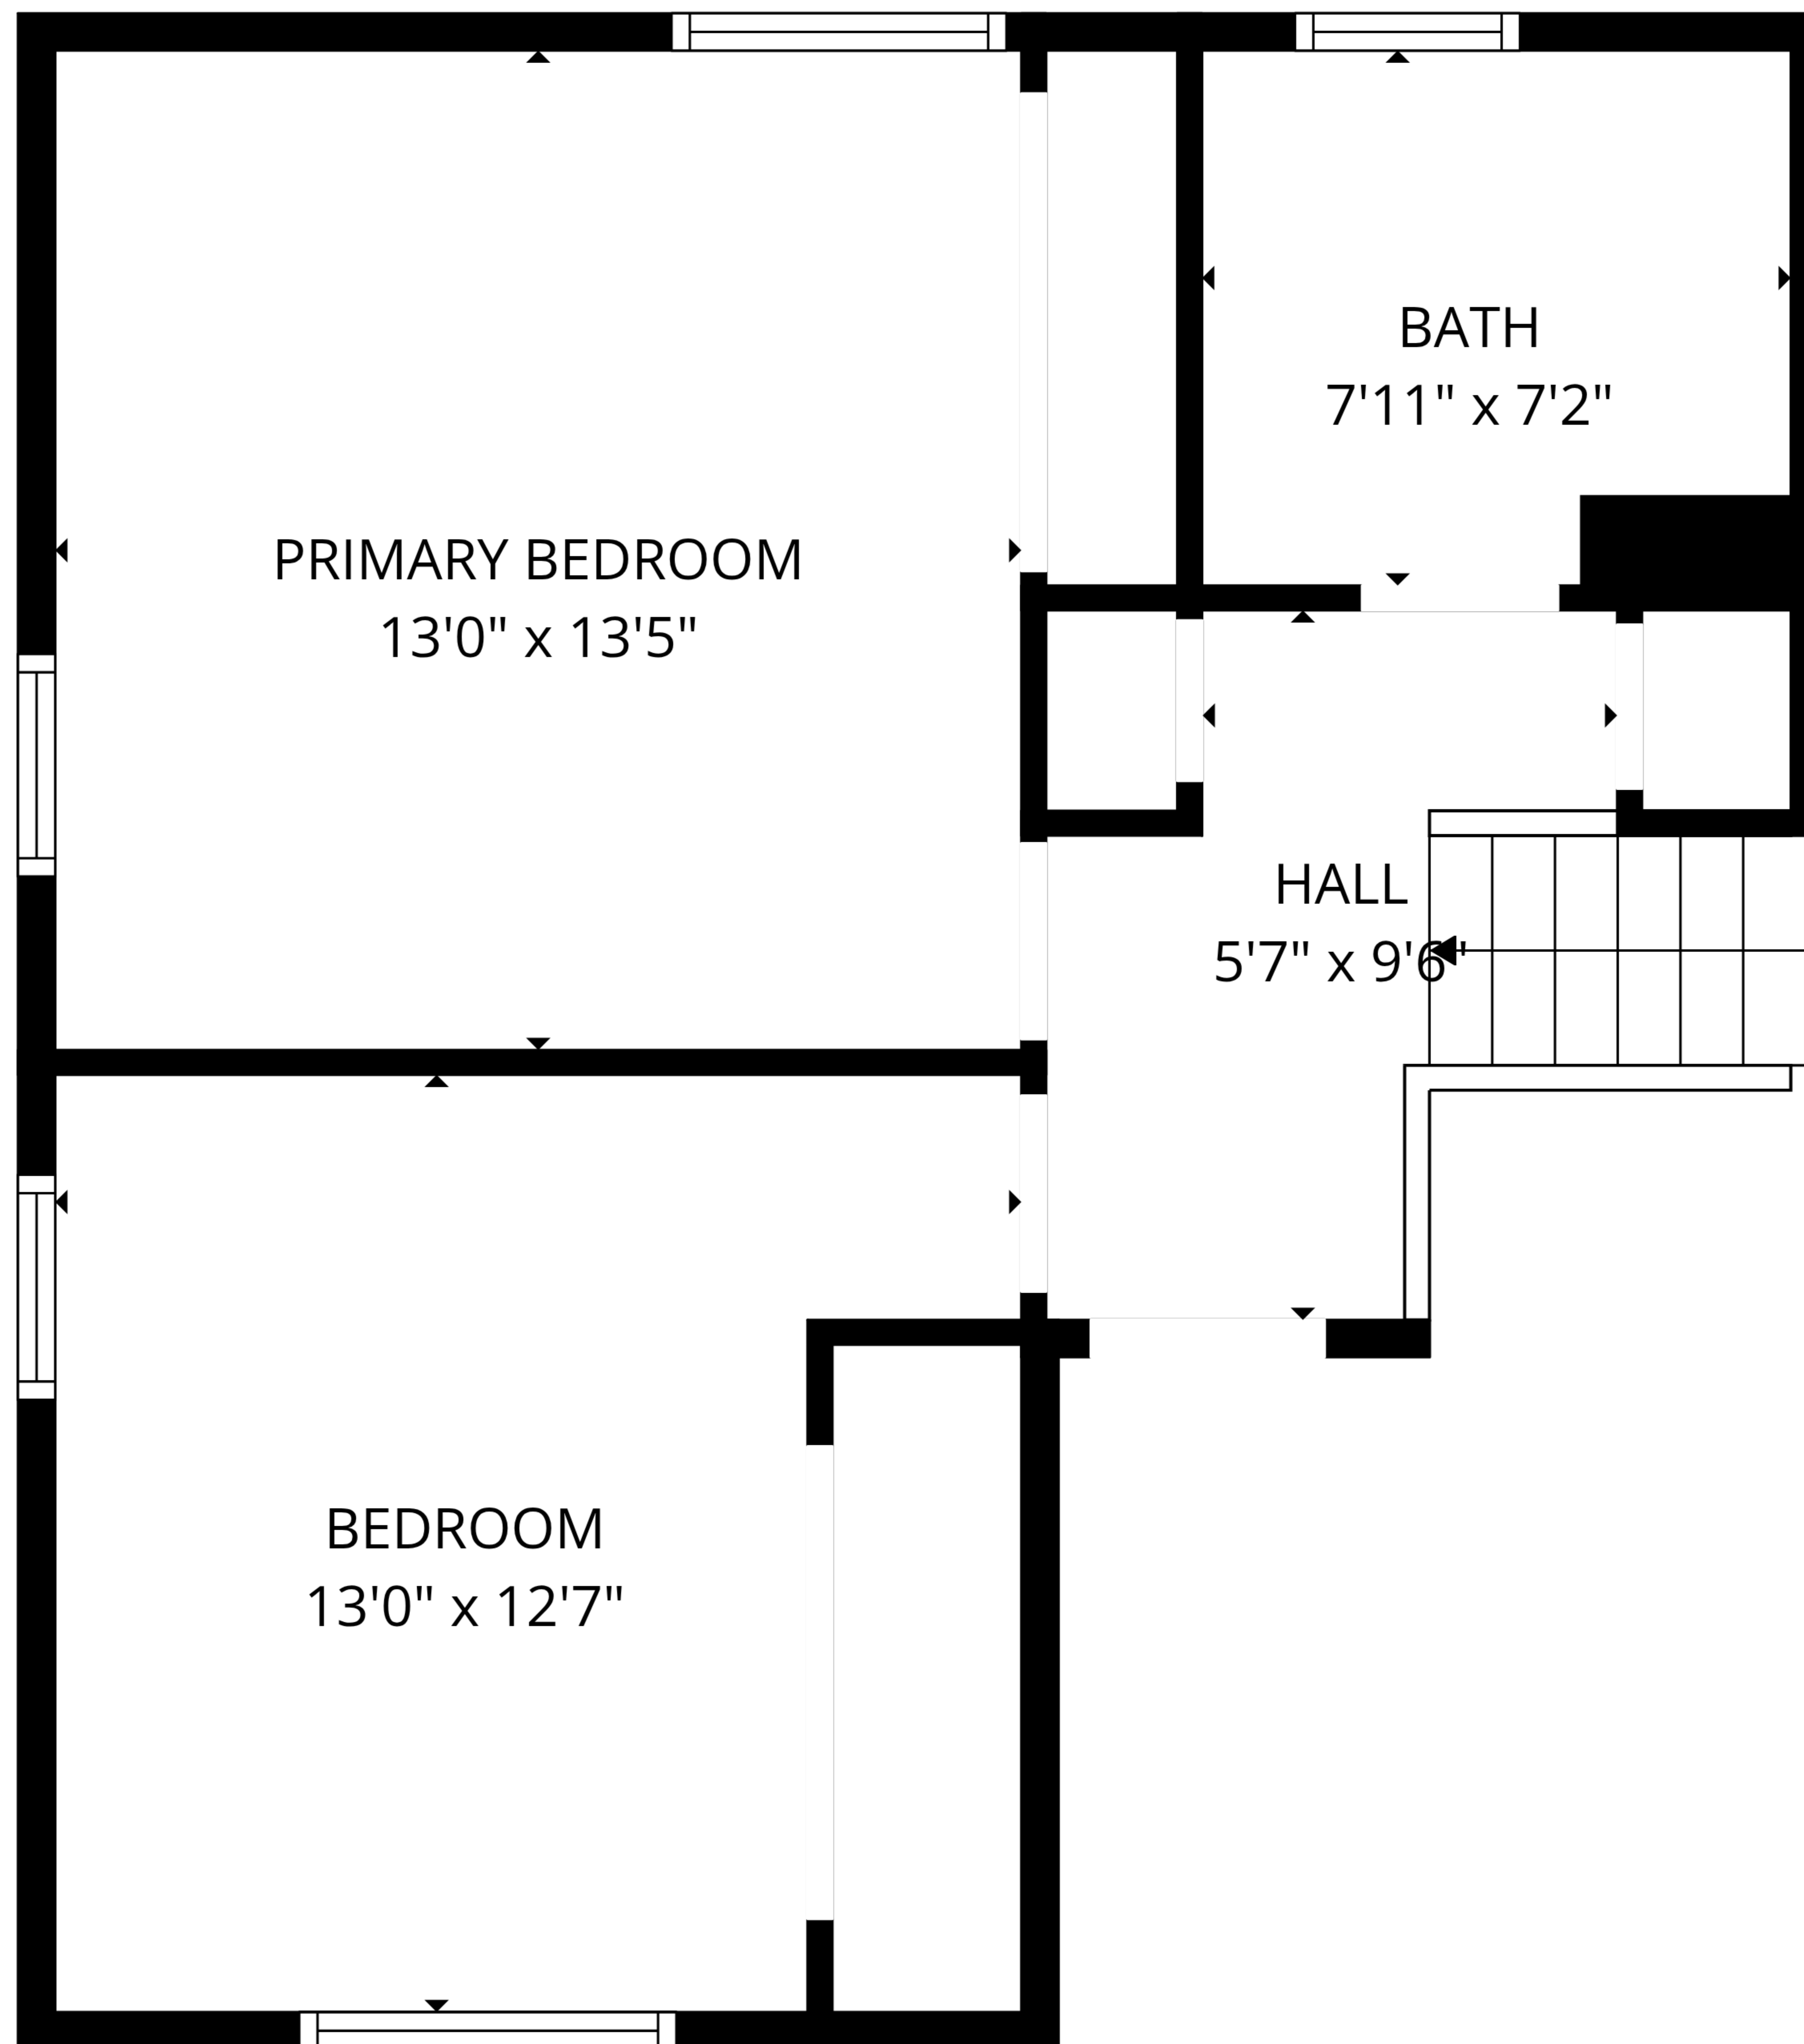 BATH
7'11" x 7'2"
PRIMARY BEDROOM
13'0" x 13'5"
HALL
5'7" x 9'6"
BEDROOM
13'0" x 12'7"